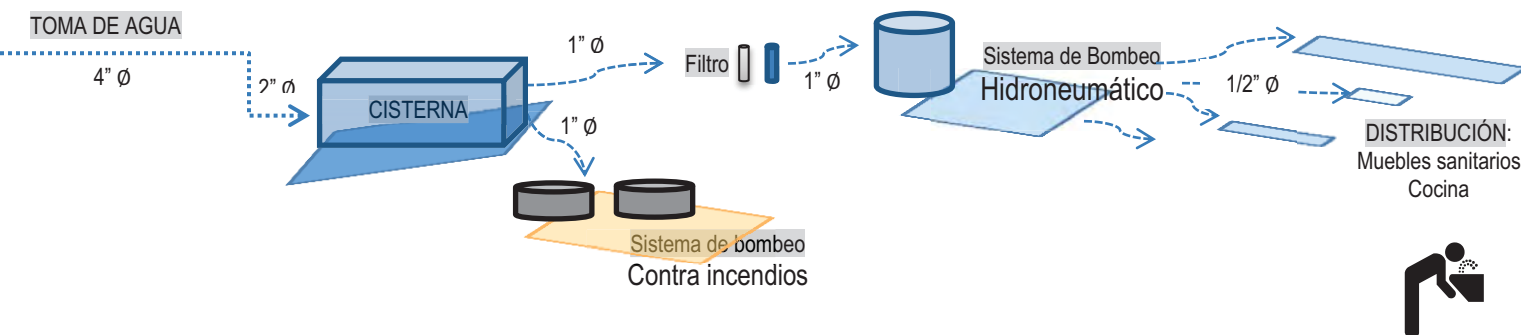 TOMA DE AGUA
4” Ø
2” Ø
CISTERNA
1” Ø
1” Ø
Filtro
1” Ø
Sistema de Bombeo
Hidroneumático
1/2” Ø
DISTRIBUCIÓN:
Muebles sanitarios
Cocina
Sistema de bombeo
Contra incendios